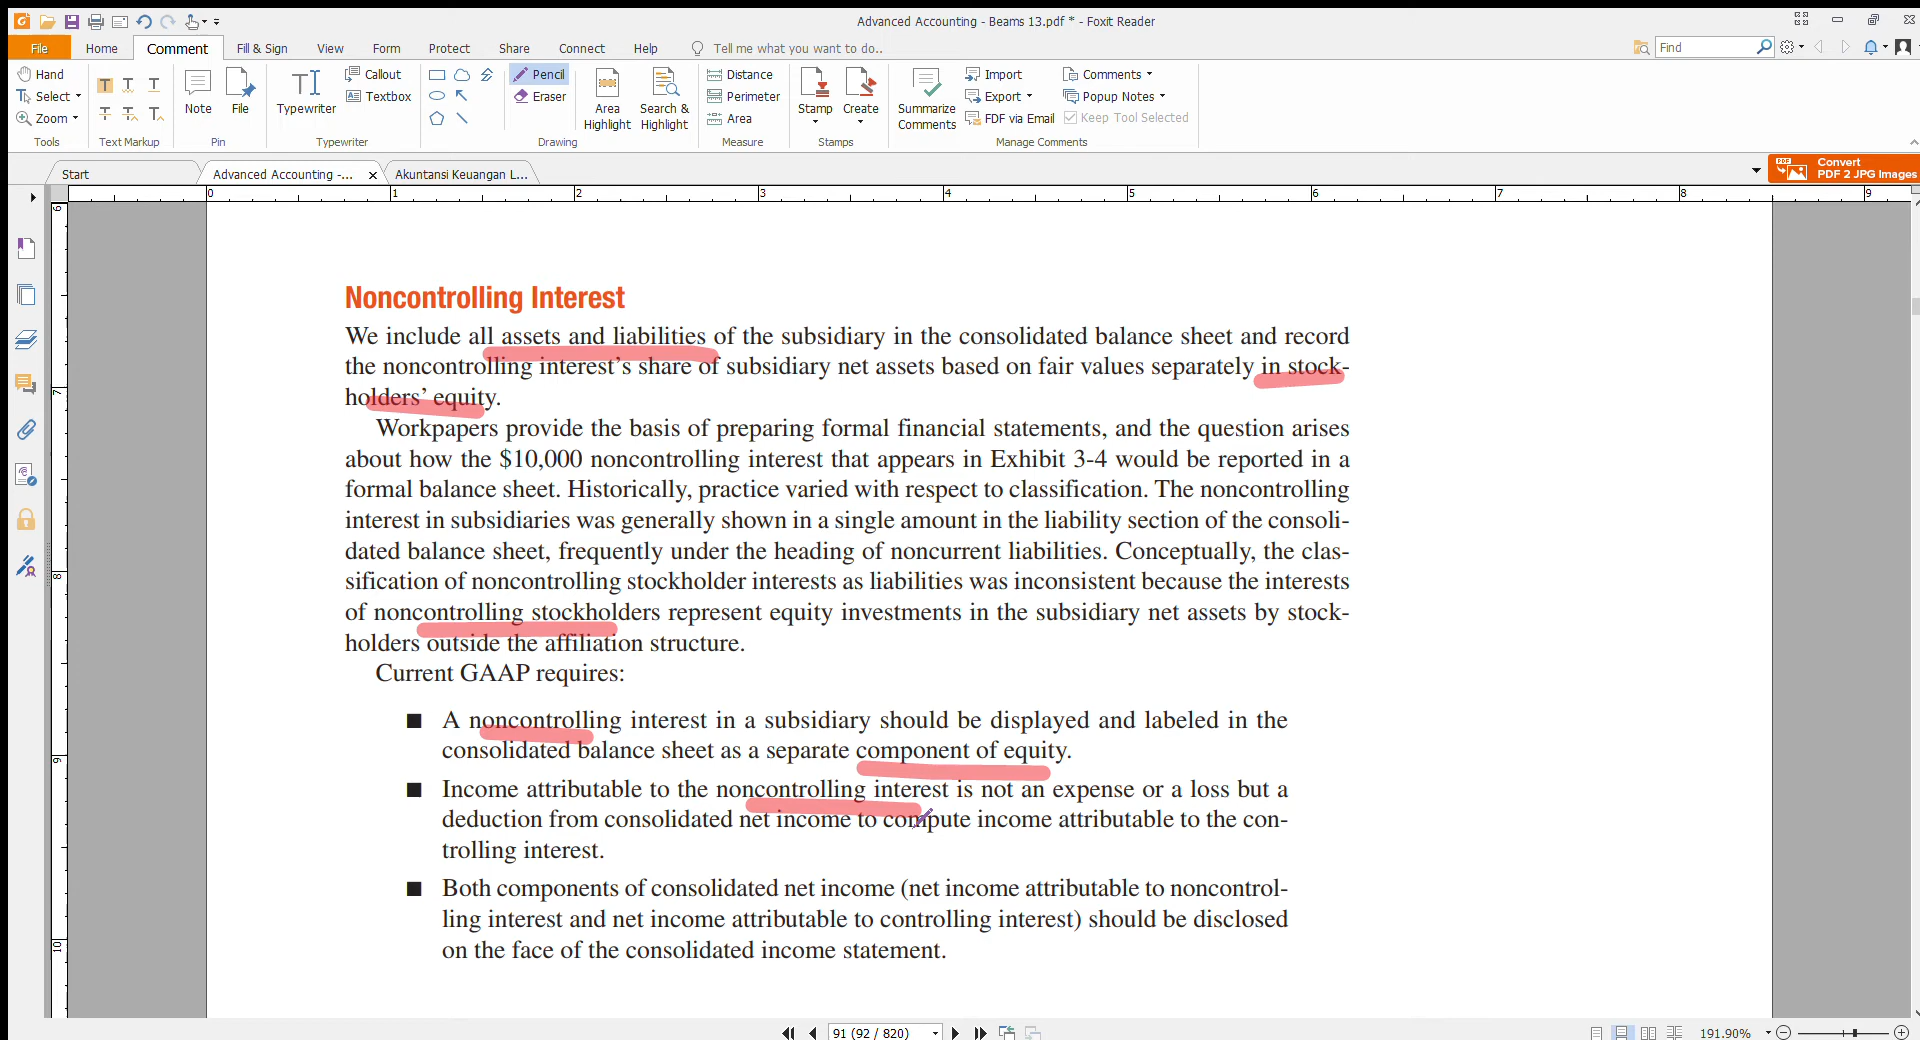 Advanced Accounting - Beams 13.pdf * - Foxit Reader
File Home Comment Fill & Sign View Form Protect Share Connect Help Tell me what you want to do.. Find
Hand
Select
Zoom
Tools
Text Markup
Note
File
Pin
Typewriter
Callout
Textbox
Typewriter
Pencil
Eraser
Area Highlight
Search & Highlight
Drawing
Distance
Perimeter
Area
Measure
Stamp
Create
Stamps
Summarize Comments
Import
Export
FDF via Email
Comments
Popup Notes
Keep Tool Selected
Manage Comments
Start
Advanced Accounting -...
Akuntansi Keuangan L...
Convert
PDF 2 JPG Images
0 1 2 3 4 5 6 7 8 9
6
7
8
9
10
Noncontrolling Interest
We include all assets and liabilities of the subsidiary in the consolidated balance sheet and record
the noncontrolling interest's share of subsidiary net assets based on fair values separately in stock-
holders' equity.
Workpapers provide the basis of preparing formal financial statements, and the question arises
about how the $10,000 noncontrolling interest that appears in Exhibit 3-4 would be reported in a
formal balance sheet. Historically, practice varied with respect to classification. The noncontrolling
interest in subsidiaries was generally shown in a single amount in the liability section of the consoli-
dated balance sheet, frequently under the heading of noncurrent liabilities. Conceptually, the clas-
sification of noncontrolling stockholder interests as liabilities was inconsistent because the interests
of noncontrolling stockholders represent equity investments in the subsidiary net assets by stock-
holders outside the affiliation structure.
Current GAAP requires:
■ A noncontrolling interest in a subsidiary should be displayed and labeled in the
consolidated balance sheet as a separate component of equity.
■ Income attributable to the noncontrolling interest is not an expense or a loss but a
deduction from consolidated net income to compute income attributable to the con-
trolling interest.
■ Both components of consolidated net income (net income attributable to noncontrol-
ling interest and net income attributable to controlling interest) should be disclosed
on the face of the consolidated income statement.
91 (92 / 820)
191.90%